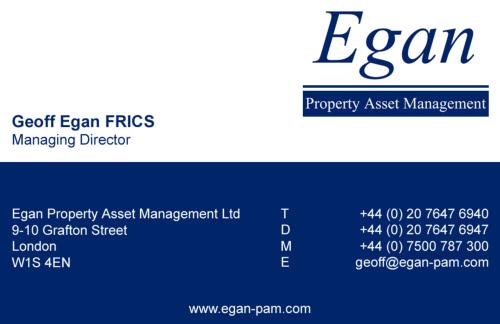 Egan
Property Asset Management
Geoff Egan FRICS
Managing Director
Egan Property Asset Management Ltd T +44 (0) 20 7647 6940
9-10 Grafton Street D +44 (0) 20 7647 6947
London M +44 (0) 7500 787 300
W1S 4EN E geoff@egan-pam.com
www.egan-pam.com